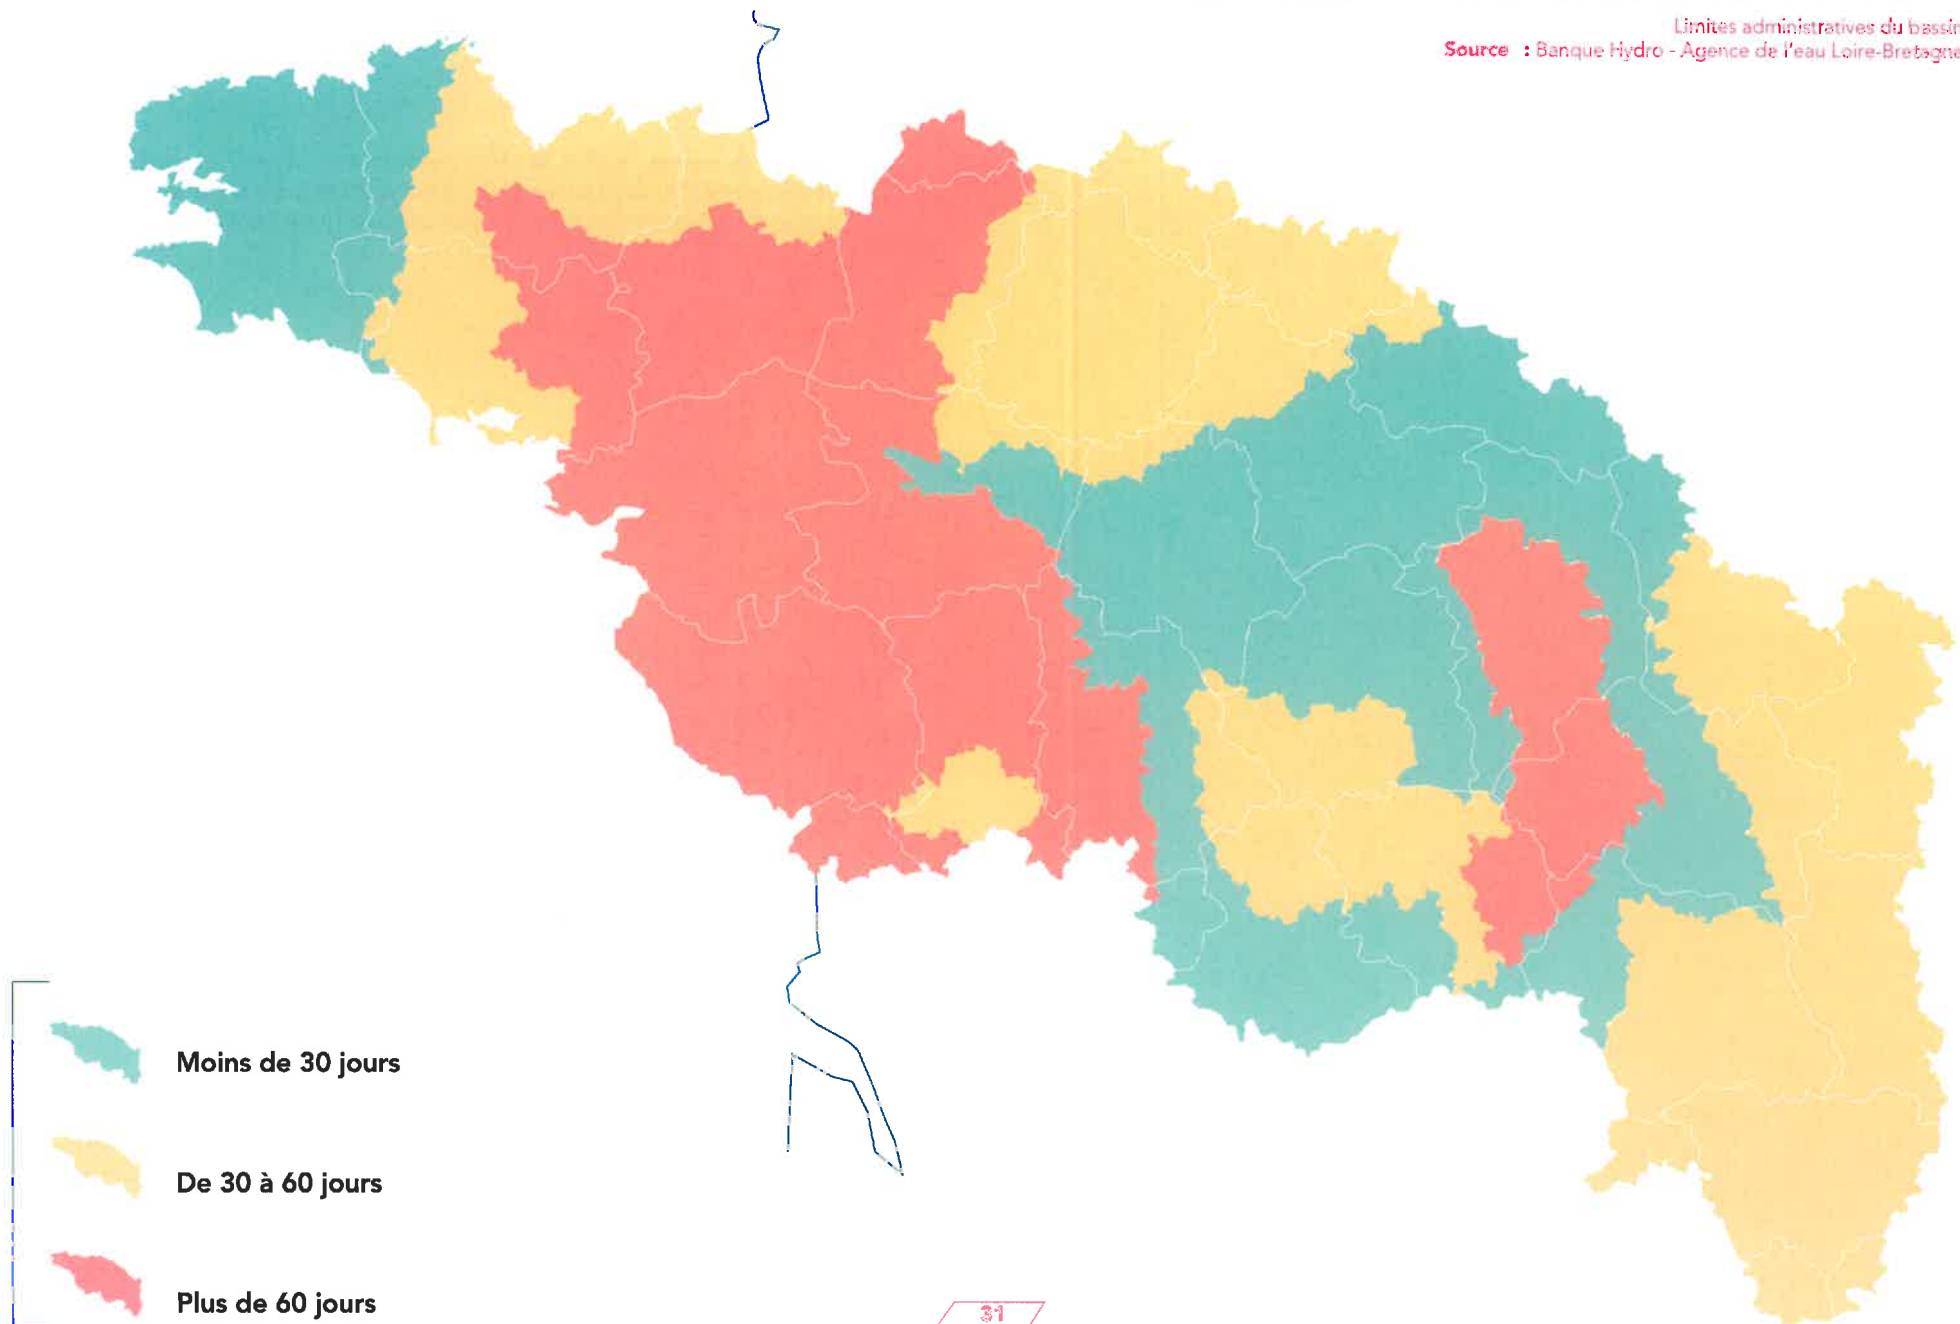 Limites administratives du bassin
Source : Banque Hydro - Agence de l'eau Loire-Bretagne
Moins de 30 jours
De 30 à 60 jours
Plus de 60 jours
31